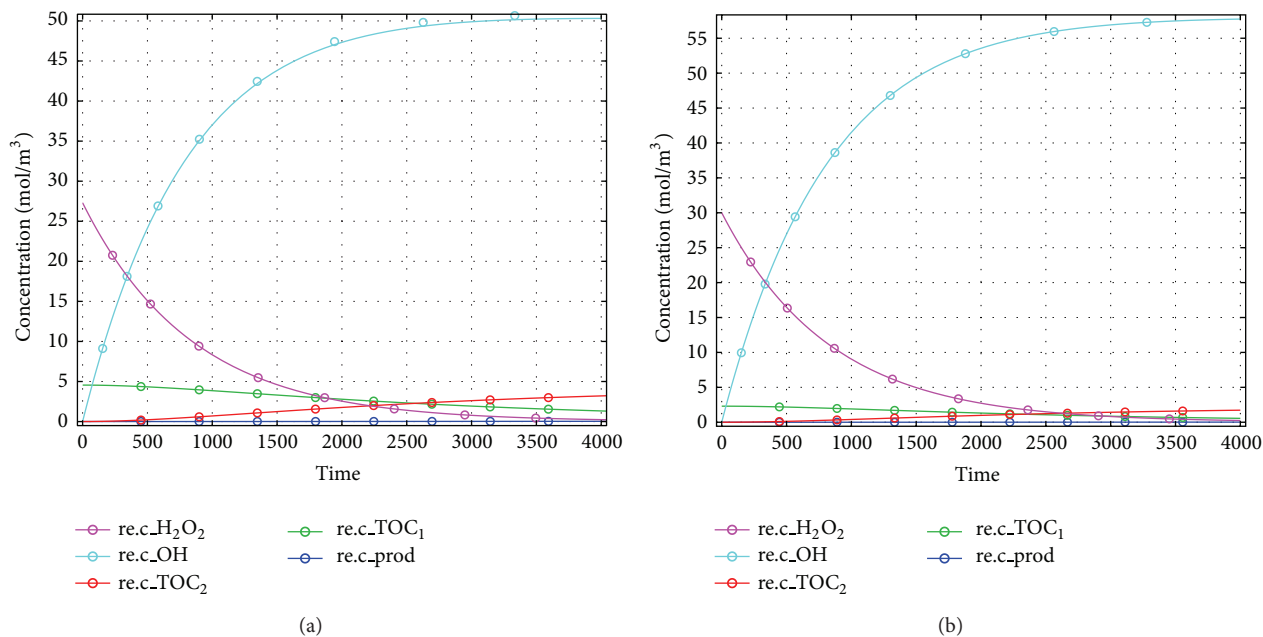 50
45
40
35
30
25
20
15
10
5
0
Concentration (mol/m³)
0 500 1000 1500 2000 2500 3000 3500 4000
Time
re.c_H₂O₂
re.c_OH
re.c_TOC₂
re.c_TOC₁
re.c_prod
(a)
55
50
45
40
35
30
25
20
15
10
5
0
Concentration (mol/m³)
0 500 1000 1500 2000 2500 3000 3500 4000
Time
re.c_H₂O₂
re.c_OH
re.c_TOC₂
re.c_TOC₁
re.c_prod
(b)